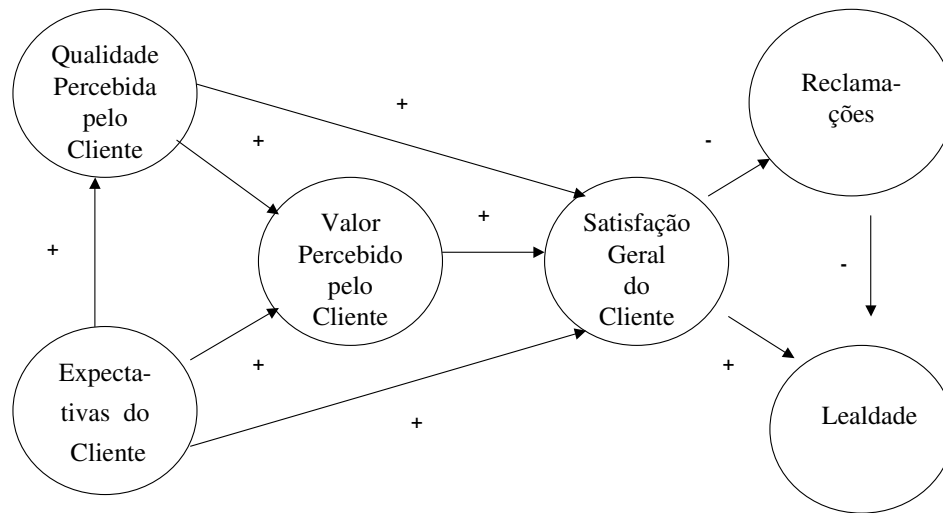 Qualidade
Percebida
pelo
Cliente
+
+
Reclama-
ções
-
+
Valor
Percebido
pelo
Cliente
+
Satisfação
Geral
do
Cliente
-
Expecta-
tivas do
Cliente
+
+
+
Lealdade